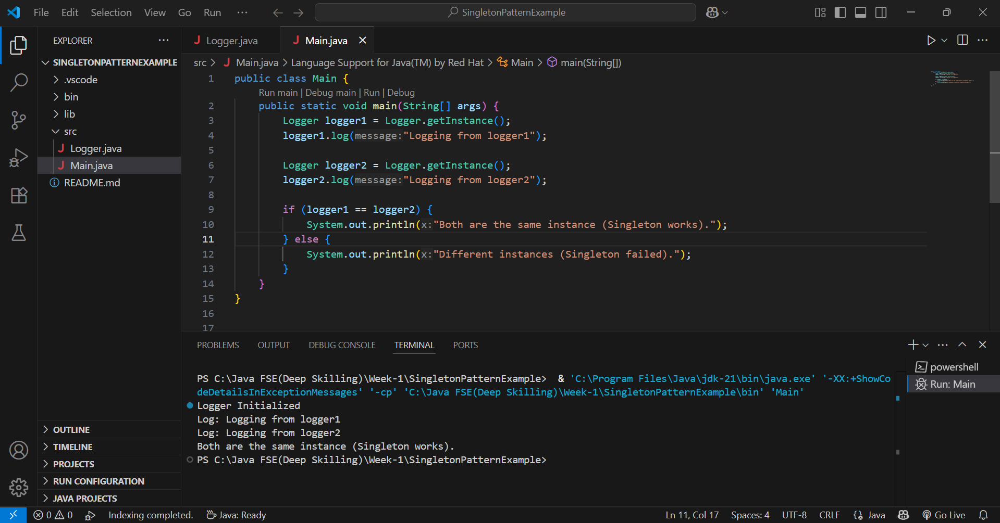 File Edit Selection View Go Run ··· SingletonPatternExample
EXPLORER ···
SINGLETONPATTERNEXAMPLE
.vscode
bin
lib
src
Logger.java
Main.java
README.md
OUTLINE
TIMELINE
PROJECTS
RUN CONFIGURATION
JAVA PROJECTS
Logger.java Main.java
src > Main.java > Language Support for Java(TM) by Red Hat > Main > main(String[])
1 public class Main {
Run main | Debug main | Run | Debug
2 public static void main(String[] args) {
3 Logger logger1 = Logger.getInstance();
4 logger1.log(message:"Logging from logger1");
5
6 Logger logger2 = Logger.getInstance();
7 logger2.log(message:"Logging from logger2");
8
9 if (logger1 == logger2) {
10 System.out.println(x:"Both are the same instance (Singleton works).");
11 } else {
12 System.out.println(x:"Different instances (Singleton failed).");
13 }
14 }
15 }
16
17
PROBLEMS OUTPUT DEBUG CONSOLE TERMINAL PORTS
PS C:\Java FSE(Deep Skilling)\Week-1\SingletonPatternExample>  & 'C:\Program Files\Java\jdk-21\bin\java.exe' '-XX:+ShowCo
deDetailsInExceptionMessages' '-cp' 'C:\Java FSE(Deep Skilling)\Week-1\SingletonPatternExample\bin' 'Main'
Logger Initialized
Log: Logging from logger1
Log: Logging from logger2
Both are the same instance (Singleton works).
PS C:\Java FSE(Deep Skilling)\Week-1\SingletonPatternExample>
powershell
Run: Main
0 0 Indexing completed. Java: Ready Ln 11, Col 17 Spaces: 4 UTF-8 CRLF {} Java Go Live